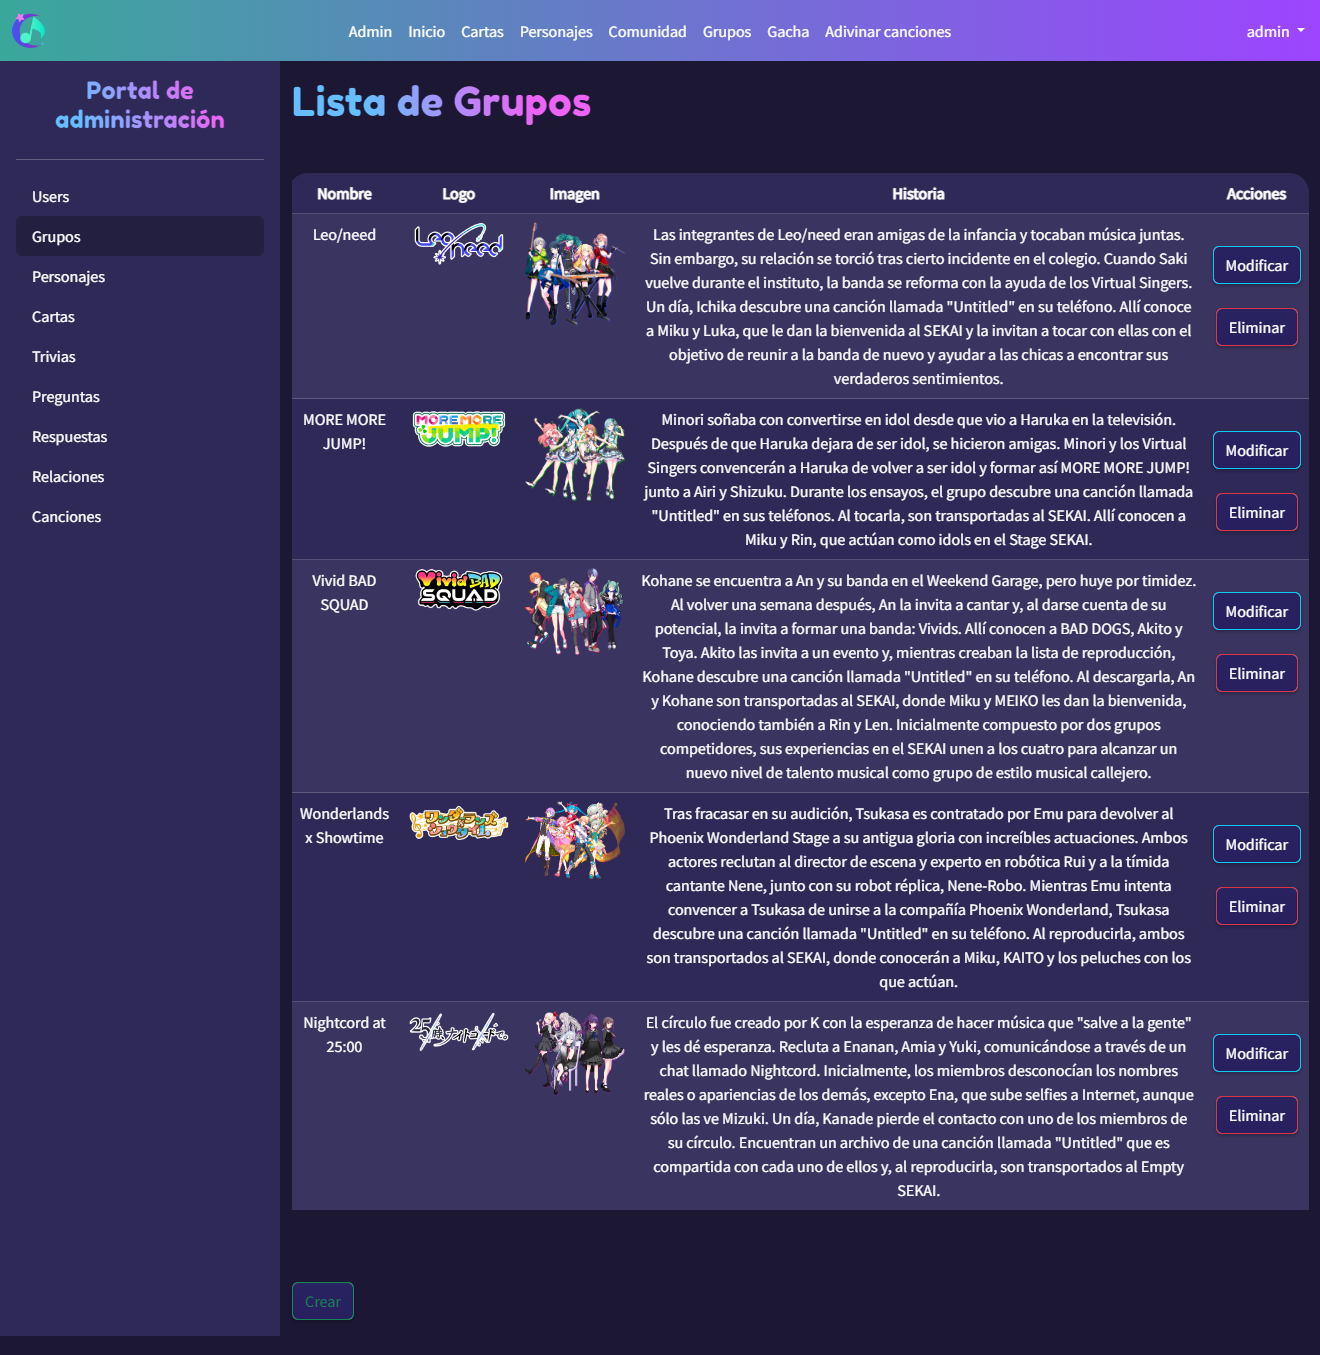 Admin Inicio Cartas Personajes Comunidad Grupos Gacha Adivinar canciones admin
Portal de
administración
Users
Grupos
Personajes
Cartas
Trivias
Preguntas
Respuestas
Relaciones
Canciones
Lista de Grupos
Nombre Logo Imagen Historia Acciones
Leo/need
Leo/need
Las integrantes de Leo/need eran amigas de la infancia y tocaban música juntas.
Sin embargo, su relación se torció tras cierto incidente en el colegio. Cuando Saki
vuelve durante el instituto, la banda se reforma con la ayuda de los Virtual Singers.
Un día, Ichika descubre una canción llamada "Untitled" en su teléfono. Allí conoce
a Miku y Luka, que le dan la bienvenida al SEKAI y la invitan a tocar con ellas con el
objetivo de reunir a la banda de nuevo y ayudar a las chicas a encontrar sus
verdaderos sentimientos.
Modificar
Eliminar
MORE MORE
JUMP!
MORE MORE
JUMP!
Minori soñaba con convertirse en idol desde que vio a Haruka en la televisión.
Después de que Haruka dejara de ser idol, se hicieron amigas. Minori y los Virtual
Singers convencerán a Haruka de volver a ser idol y formar así MORE MORE JUMP!
junto a Airi y Shizuku. Durante los ensayos, el grupo descubre una canción llamada
"Untitled" en sus teléfonos. Al tocarla, son transportadas al SEKAI. Allí conocen a
Miku y Rin, que actúan como idols en el Stage SEKAI.
Modificar
Eliminar
Vivid BAD
SQUAD
Vivid BAD
SQUAD
Kohane se encuentra a An y su banda en el Weekend Garage, pero huye por timidez.
Al volver una semana después, An la invita a cantar y, al darse cuenta de su
potencial, la invita a formar una banda: Vivids. Allí conocen a BAD DOGS, Akito y
Toya. Akito las invita a un evento y, mientras creaban la lista de reproducción,
Kohane descubre una canción llamada "Untitled" en su teléfono. Al descargarla, An
y Kohane son transportadas al SEKAI, donde Miku y MEIKO les dan la bienvenida,
conociendo también a Rin y Len. Inicialmente compuesto por dos grupos
competidores, sus experiencias en el SEKAI unen a los cuatro para alcanzar un
nuevo nivel de talento musical como grupo de estilo musical callejero.
Modificar
Eliminar
Wonderlands
x Showtime
ワンダーランズ
×ショウタイム
Tras fracasar en su audición, Tsukasa es contratado por Emu para devolver al
Phoenix Wonderland Stage a su antigua gloria con increíbles actuaciones. Ambos
actores reclutan al director de escena y experto en robótica Rui y a la tímida
cantante Nene, junto con su robot réplica, Nene-Robo. Mientras Emu intenta
convencer a Tsukasa de unirse a la compañía Phoenix Wonderland, Tsukasa
descubre una canción llamada "Untitled" en su teléfono. Al reproducirla, ambos
son transportados al SEKAI, donde conocerán a Miku, KAITO y los peluches con los
que actúan.
Modificar
Eliminar
Nightcord at
25:00
25時、ナイトコードで。
El círculo fue creado por K con la esperanza de hacer música que "salve a la gente"
y les dé esperanza. Recluta a Enanan, Amia y Yuki, comunicándose a través de un
chat llamado Nightcord. Inicialmente, los miembros desconocían los nombres
reales o apariencias de los demás, excepto Ena, que sube selfies a Internet, aunque
sólo las ve Mizuki. Un día, Kanade pierde el contacto con uno de los miembros de
su círculo. Encuentran un archivo de una canción llamada "Untitled" que es
compartida con cada uno de ellos y, al reproducirla, son transportados al Empty
SEKAI.
Modificar
Eliminar
Crear